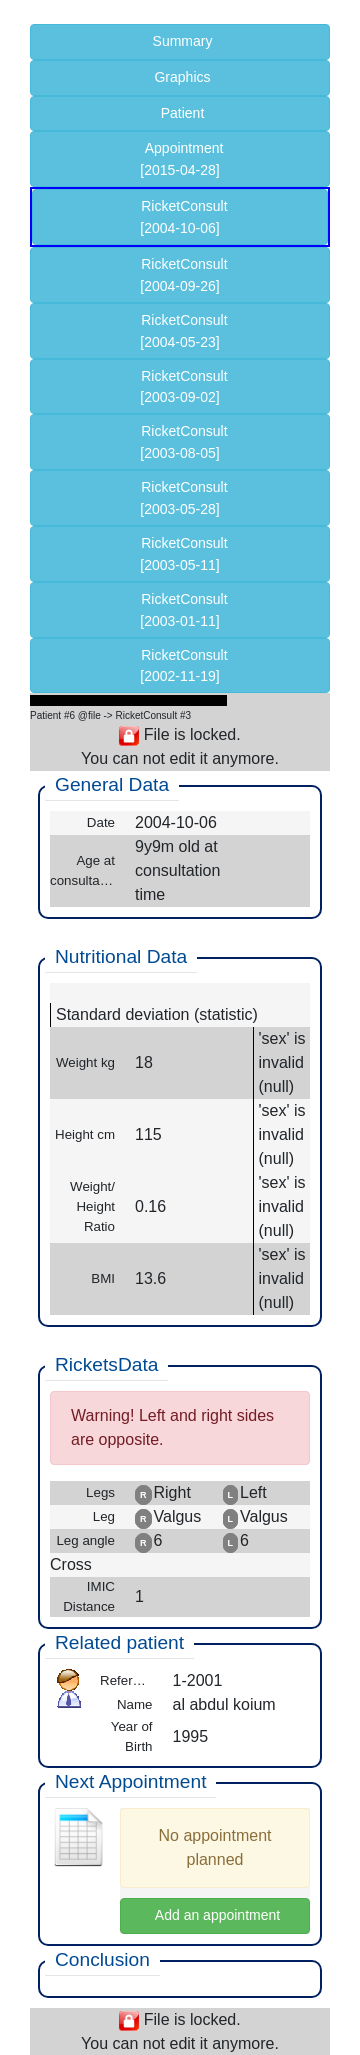 Summary
Graphics
Patient
Appointment
[2015-04-28]
RicketConsult
[2004-10-06]
RicketConsult
[2004-09-26]
RicketConsult
[2004-05-23]
RicketConsult
[2003-09-02]
RicketConsult
[2003-08-05]
RicketConsult
[2003-05-28]
RicketConsult
[2003-05-11]
RicketConsult
[2003-01-11]
RicketConsult
[2002-11-19]
Patient #6 @file -> RicketConsult #3
File is locked.
You can not edit it anymore.
General Data
Date 2004-10-06
Age at consulta… 9y9m old at
consultation
time
Nutritional Data
Standard deviation (statistic)
Weight kg 18 'sex' is
invalid
(null)
Height cm 115 'sex' is
invalid
(null)
Weight/
Height
Ratio 0.16 'sex' is
invalid
(null)
BMI 13.6 'sex' is
invalid
(null)
RicketsData
Warning! Left and right sides
are opposite.
Legs R Right L Left
Leg R Valgus L Valgus
Leg angle R 6 L 6
Cross
IMIC
Distance 1
Related patient
Refer… 1-2001
Name al abdul koium
Year of
Birth 1995
Next Appointment
No appointment
planned
Add an appointment
Conclusion
File is locked.
You can not edit it anymore.